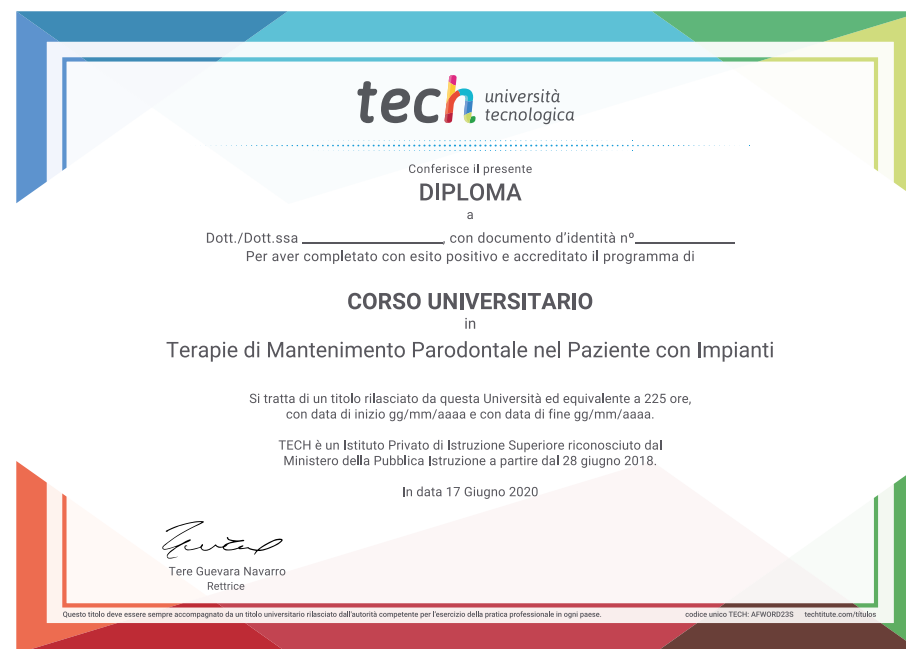 tech università
tecnologica
Conferisce il presente
DIPLOMA
a
Dott./Dott.ssa ____________________, con documento d'identità nº______________
Per aver completato con esito positivo e accreditato il programma di
CORSO UNIVERSITARIO
in
Terapie di Mantenimento Parodontale nel Paziente con Impianti
Si tratta di un titolo rilasciato da questa Università ed equivalente a 225 ore,
con data di inizio gg/mm/aaaa e con data di fine gg/mm/aaaa.
TECH è un Istituto Privato di Istruzione Superiore riconosciuto dal
Ministero della Pubblica Istruzione a partire dal 28 giugno 2018.
In data 17 Giugno 2020
Tere Guevara Navarro
Rettrice
Questo titolo deve essere sempre accompagnato da un titolo universitario rilasciato dall'autorità competente per l'esercizio della pratica professionale in ogni paese. codice unico TECH: AFWORD23S techtitute.com/titulos